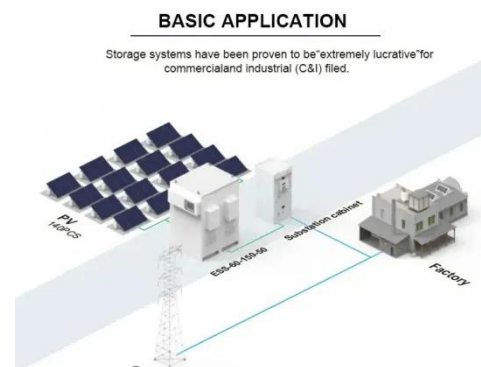 BASIC APPLICATION
Storage systems have been proven to be“extremely lucrative”for
commercialand industrial (C&I) filed.
PV
140PCS
ESS-60-150-50
Substation cabinet
Factory